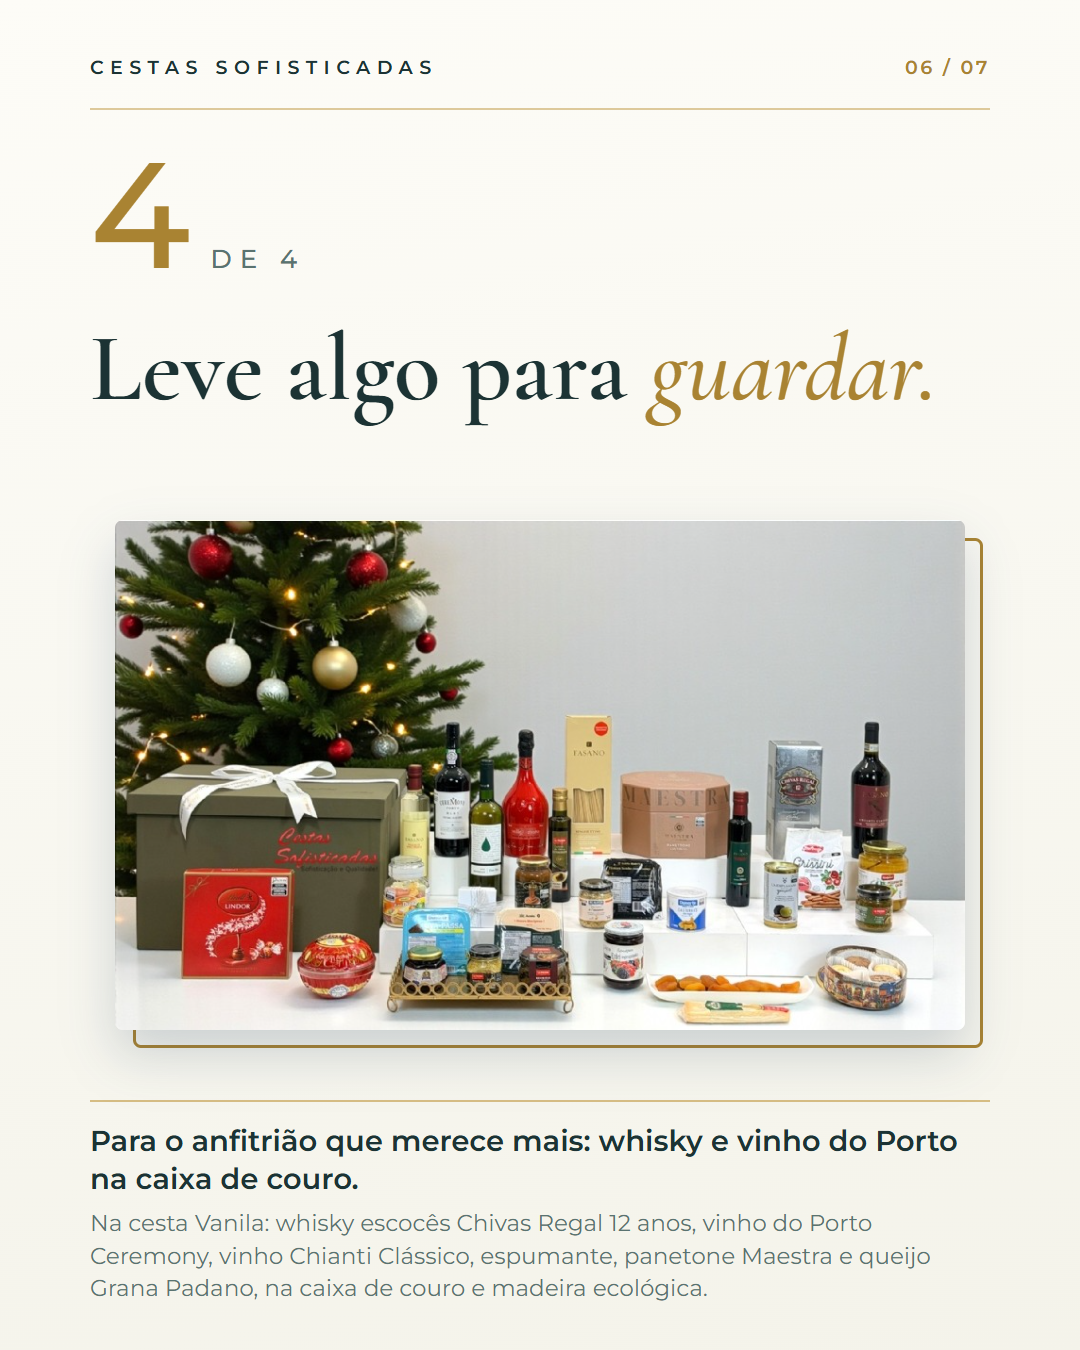 CESTAS SOFISTICADAS
06 / 07
4 DE 4
Leve algo para guardar.
TASANO
MAESTRA
CHIVAS REGAL
Cestas
Sofisticadas
LINDOR
Grissini
Para o anfitrião que merece mais: whisky e vinho do Porto
na caixa de couro.
Na cesta Vanila: whisky escocês Chivas Regal 12 anos, vinho do Porto
Ceremony, vinho Chianti Clássico, espumante, panetone Maestra e queijo
Grana Padano, na caixa de couro e madeira ecológica.